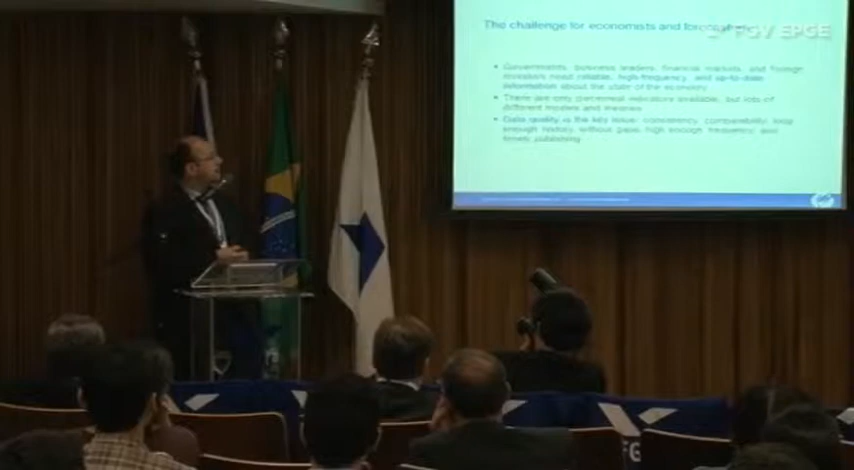 FGV EPGE
The challenge for economists and forecasters
• Governments, business leaders, financial markets, and foreign
investors need reliable, high-frequency, and up-to-date
information about the state of the economy
• There are only perceptual indicators available, but lots of
different models and
• Data quality is the key issue: consistency, comparability, long
enough history, without gaps, high enough frequency, and
timely publishing
FG